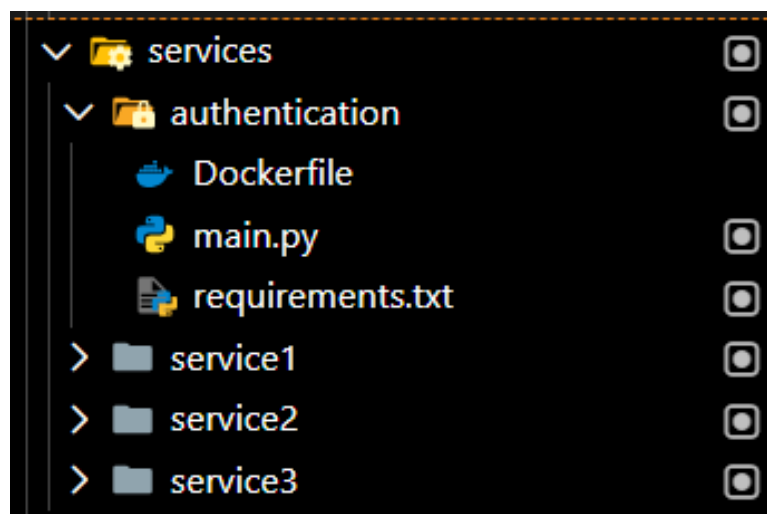 services
authentication
Dockerfile
main.py
requirements.txt
service1
service2
service3